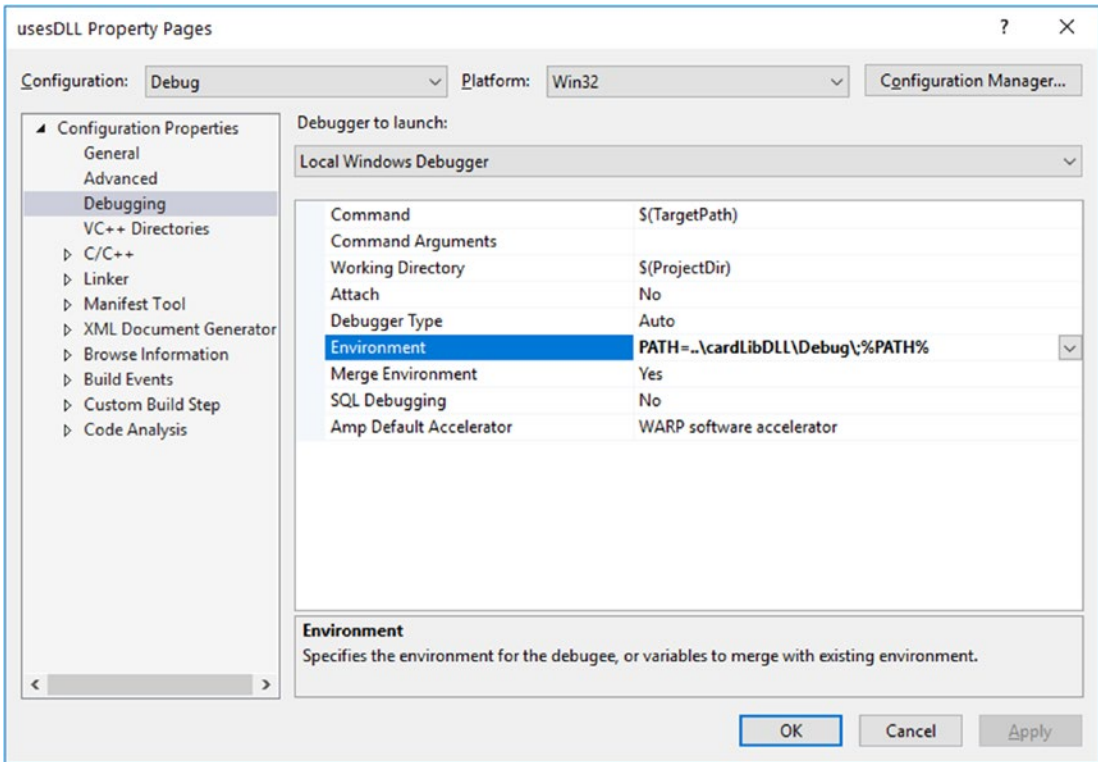 usesDLL Property Pages ? ×
Configuration: Debug Platform: Win32 Configuration Manager...
Configuration Properties
General
Advanced
Debugging
VC++ Directories
C/C++
Linker
Manifest Tool
XML Document Generator
Browse Information
Build Events
Custom Build Step
Code Analysis
Debugger to launch:
Local Windows Debugger
Command $(TargetPath)
Command Arguments
Working Directory $(ProjectDir)
Attach No
Debugger Type Auto
Environment PATH=..\cardLibDLL\Debug\;%PATH%
Merge Environment Yes
SQL Debugging No
Amp Default Accelerator WARP software accelerator
Environment
Specifies the environment for the debugee, or variables to merge with existing environment.
OK Cancel Apply